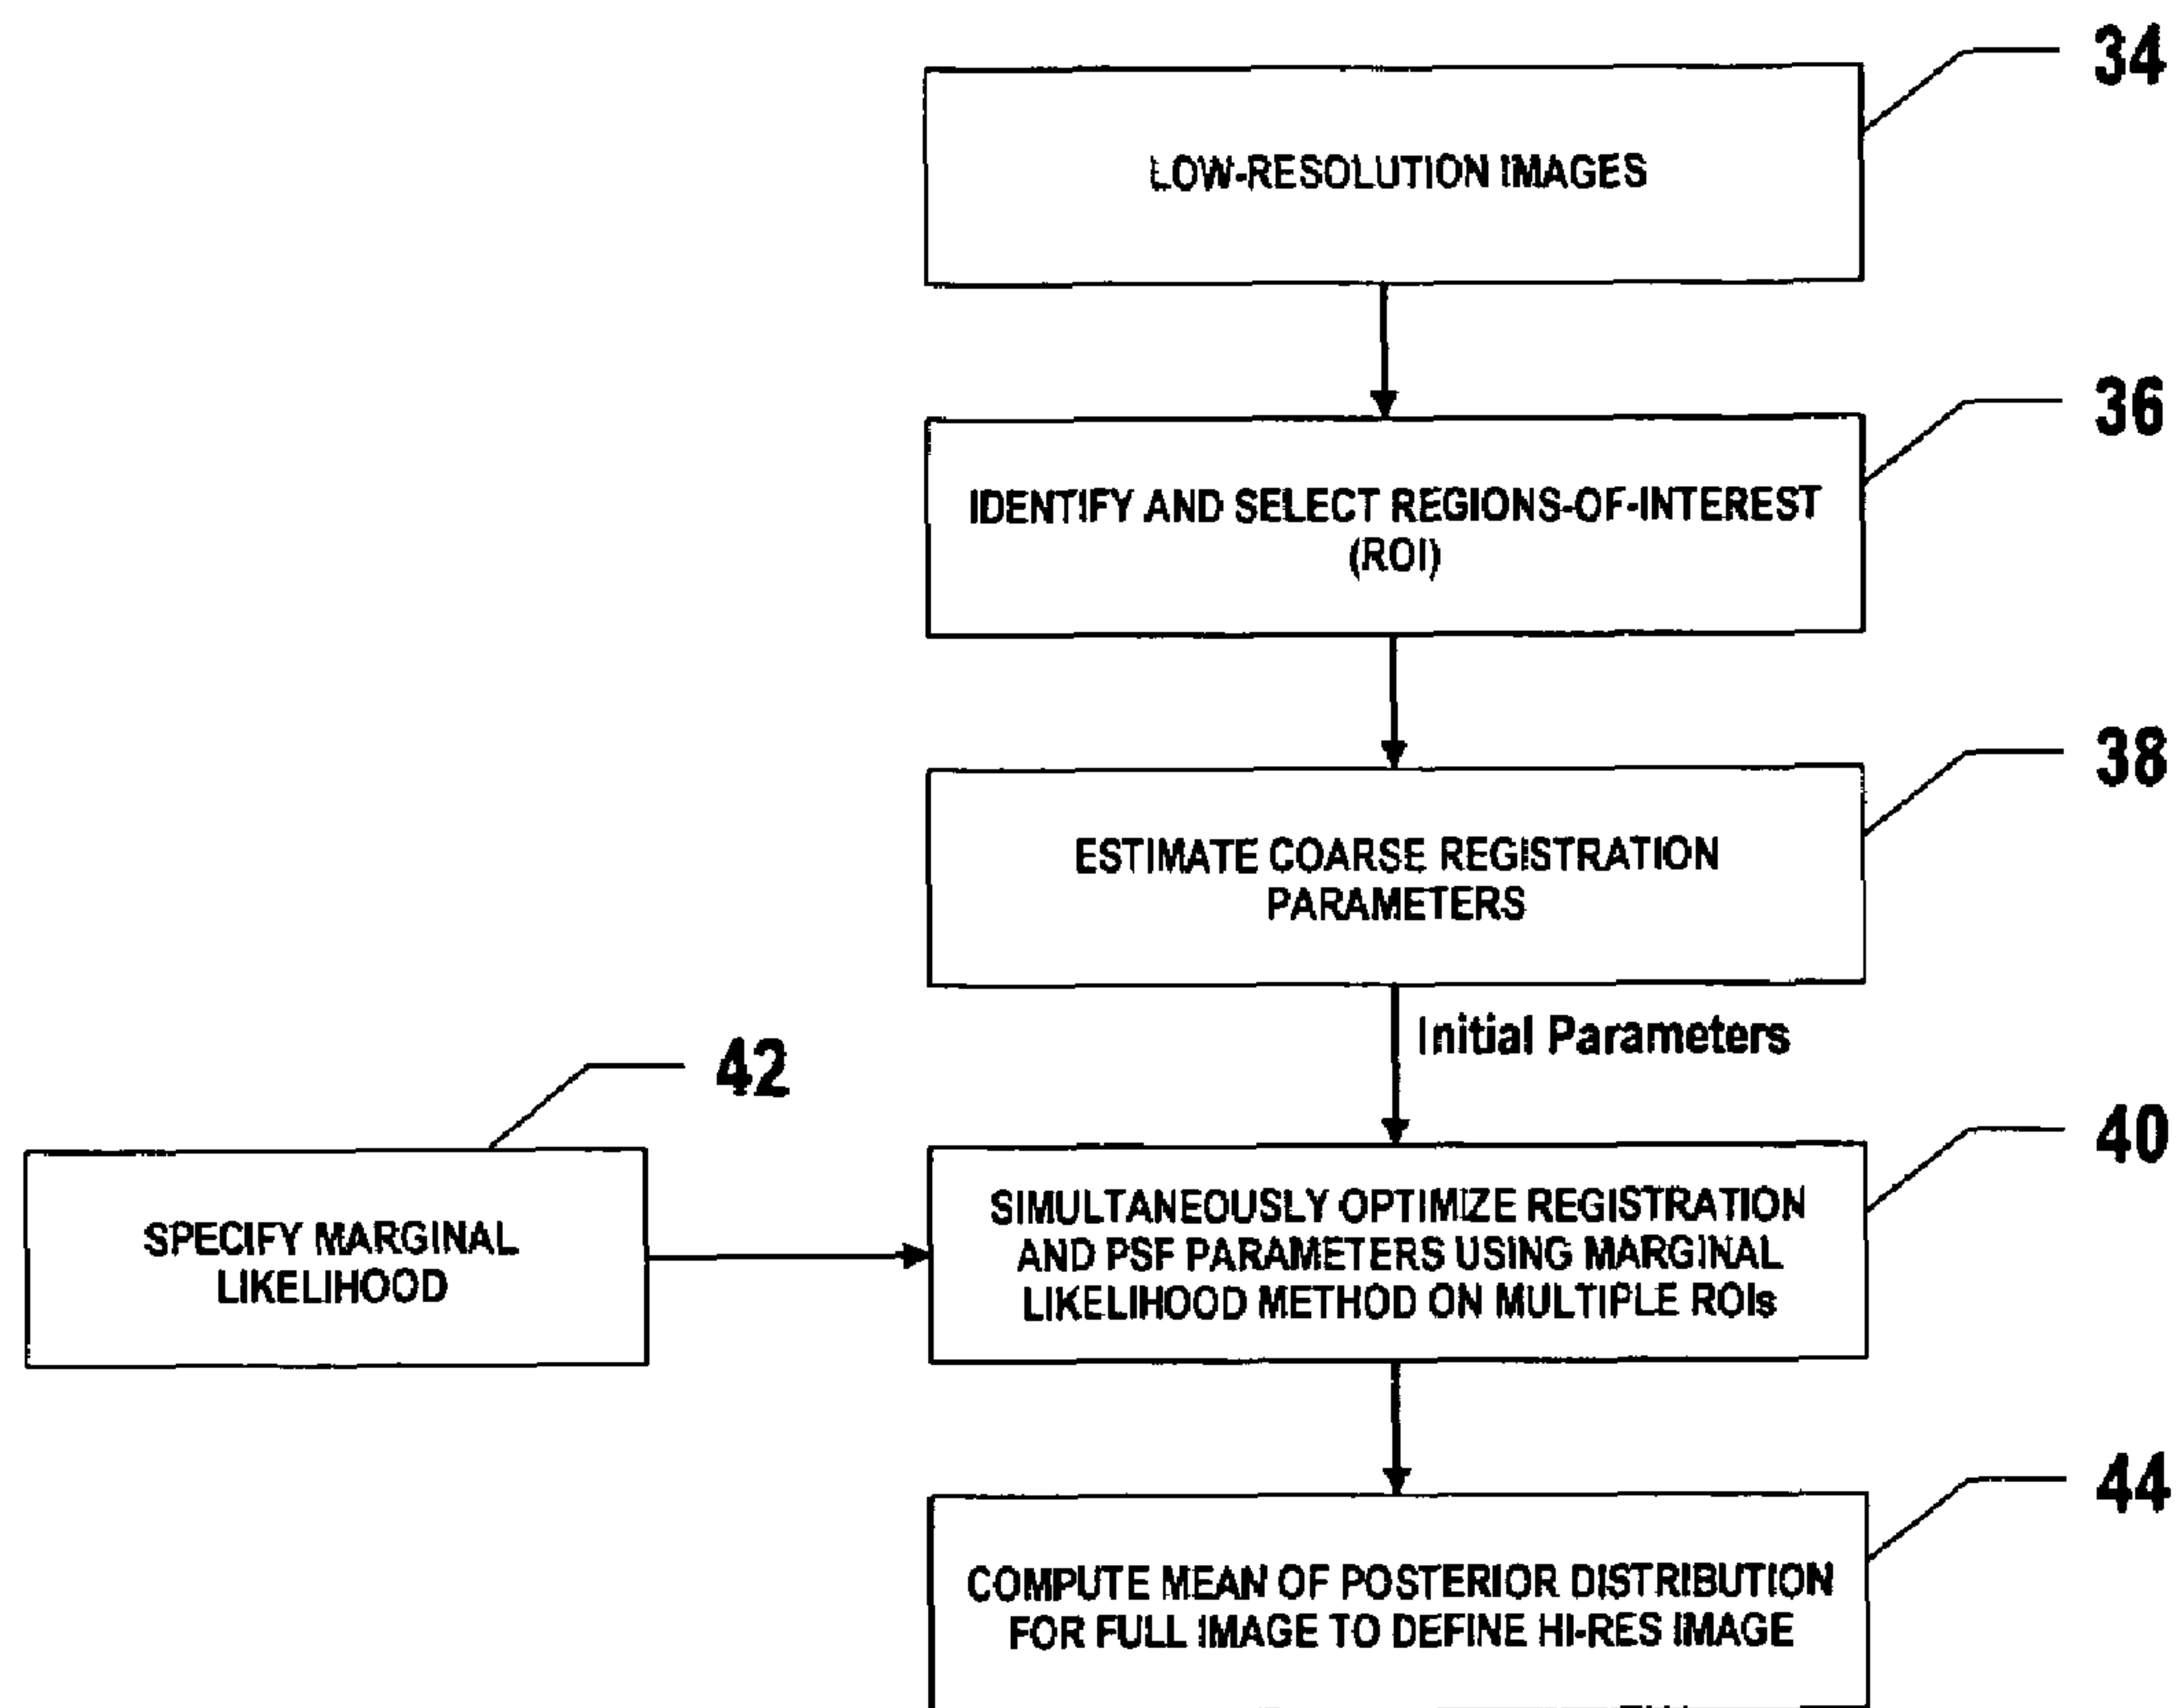 34
LOW-RESOLUTION IMAGES
36
IDENTIFY AND SELECT REGIONS-OF-INTEREST
(ROI)
38
ESTIMATE COARSE REGISTRATION
PARAMETERS
Initial Parameters
42
SPECIFY MARGINAL
LIKELIHOOD
40
SIMULTANEOUSLY OPTIMIZE REGISTRATION
AND PSF PARAMETERS USING MARGINAL
LIKELIHOOD METHOD ON MULTIPLE ROIs
44
COMPUTE MEAN OF POSTERIOR DISTRIBUTION
FOR FULL IMAGE TO DEFINE HI-RES IMAGE